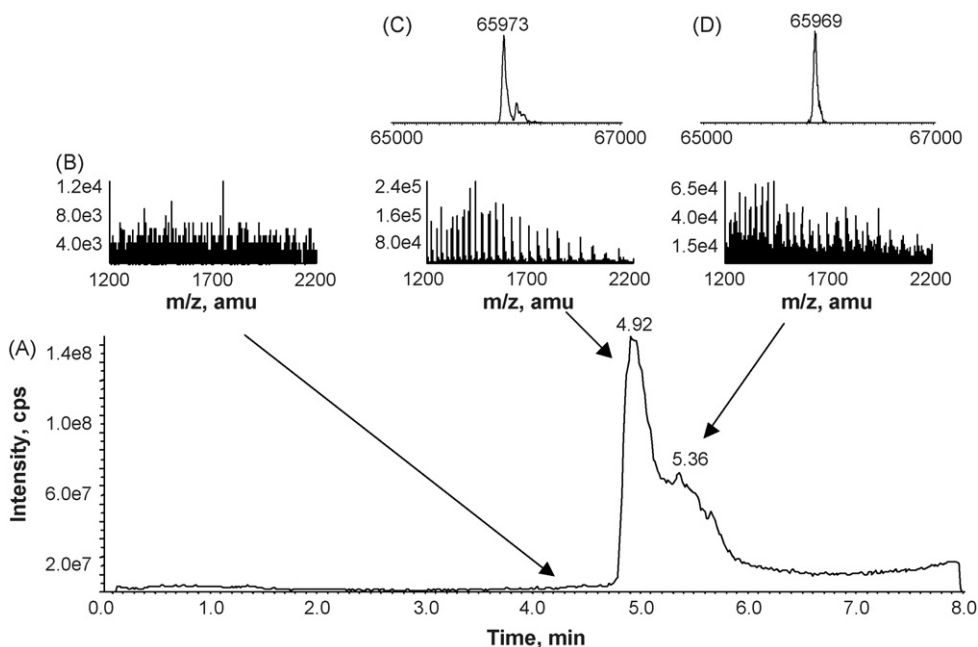 (C) 65973 (D) 65969
65000 67000 65000 67000
(B)
1.2e4 2.4e5 6.5e4
8.0e3 1.6e5 4.0e4
4.0e3 8.0e4 1.5e4
1200 1700 2200 1200 1700 2200 1200 1700 2200
m/z, amu m/z, amu m/z, amu
(A) 4.92
1.4e8
1.0e8
5.36
6.0e7
2.0e7
Intensity, cps
0.0 1.0 2.0 3.0 4.0 5.0 6.0 7.0 8.0
Time, min